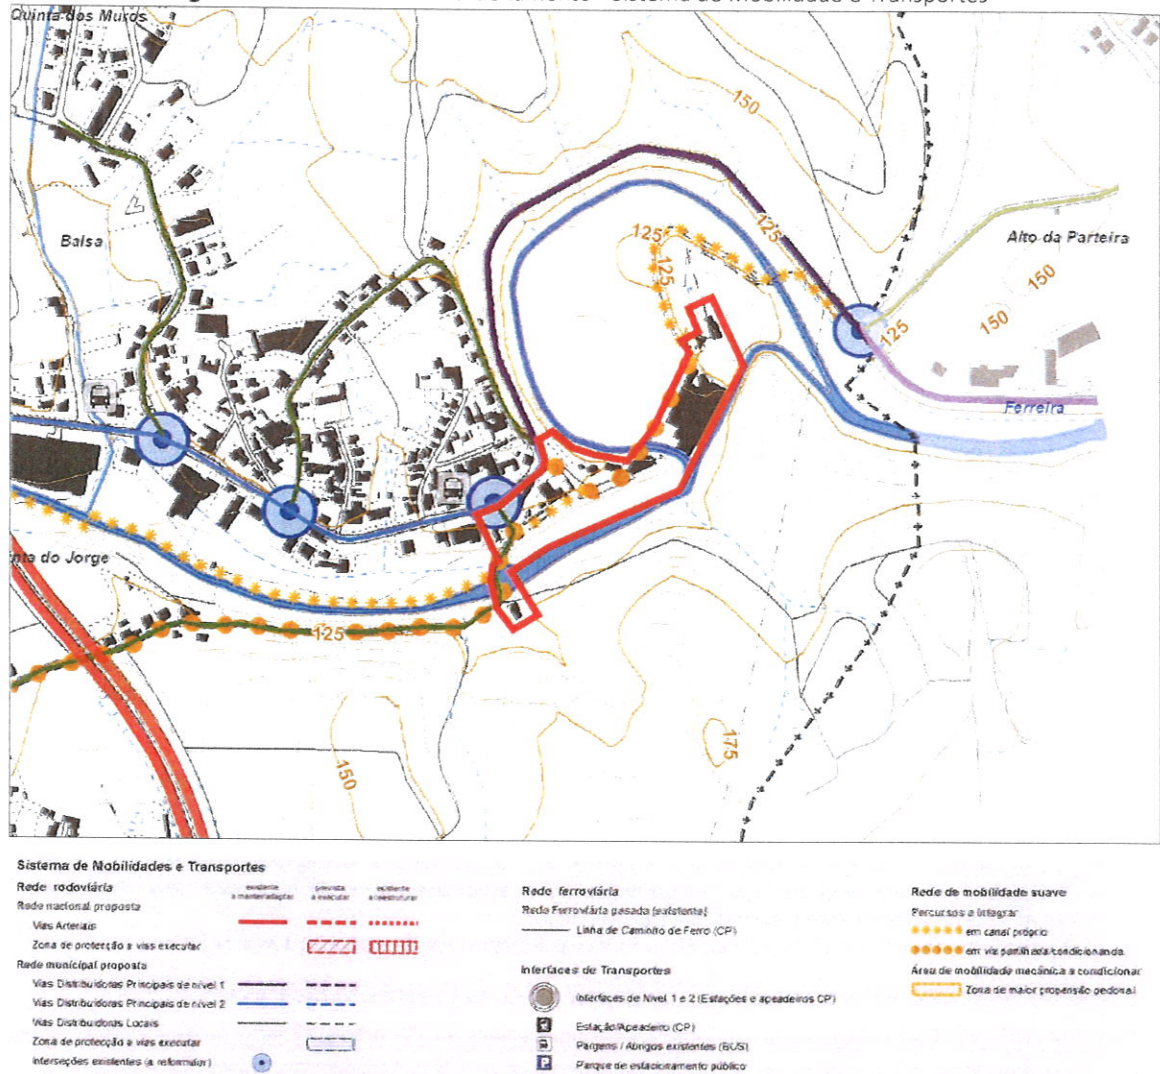 Sistema de Mobilidade e Transportes
Quinta dos Muros
150
Balsa
125
125
125
Alto da Parteira
150
150
125
Ferreira
nta do Jorge
125
175
150
Sistema de Mobilidades e Transportes
Rede rodoviária
existente a manter/adaptar
prevista a executar
existente a reestruturar
Rede nacional proposta
Vias Arteriais
Zona de protecção a vias executar
Rede municipal proposta
Vias Distribuidoras Principais de nível 1
Vias Distribuidoras Principais de nível 2
Vias Distribuidoras Locais
Zona de protecção a vias executar
Interseções existentes (a reformular)
Rede ferroviária
Rede Ferroviária pesada (existente)
Linha de Caminho de Ferro (CP)
Interfaces de Transportes
Interfaces de Nível 1 e 2 (Estações e apeadeiros CP)
Estação/Apeadeiro (CP)
Paragens / Abrigos existentes (BUS)
P
Parque de estacionamento público
Rede de mobilidade suave
Percursos a integrar
em canal próprio
em via partilhada/condicionanda
Área de mobilidade mecânica a condicionar
Zona de maior propensão pedonal